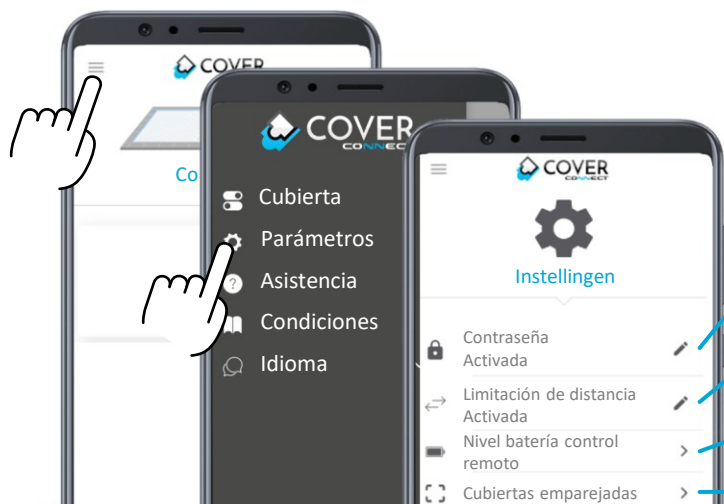 COVER
Co
COVER
CONNEC
Cubierta
Parámetros
Asistencia
Condiciones
Idioma
COVER
CONNECT
Instellingen
Contraseña
Activada
Limitación de distancia
Activada
Nivel batería control
remoto
Cubiertas emparejadas